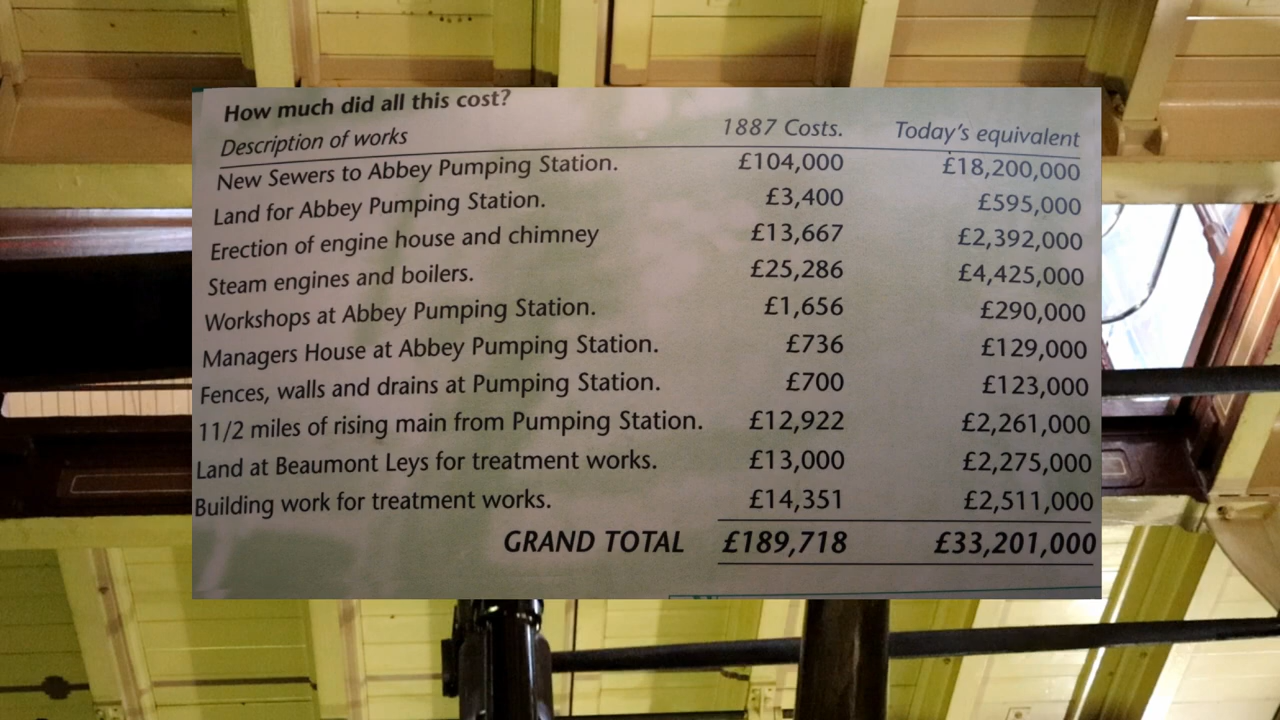 How much did all this cost?
Description of works 1887 Costs. Today's equivalent
New Sewers to Abbey Pumping Station. £104,000 £18,200,000
Land for Abbey Pumping Station. £3,400 £595,000
Erection of engine house and chimney £13,667 £2,392,000
Steam engines and boilers. £25,286 £4,425,000
Workshops at Abbey Pumping Station. £1,656 £290,000
Managers House at Abbey Pumping Station. £736 £129,000
Fences, walls and drains at Pumping Station. £700 £123,000
11/2 miles of rising main from Pumping Station. £12,922 £2,261,000
Land at Beaumont Leys for treatment works. £13,000 £2,275,000
Building work for treatment works. £14,351 £2,511,000
GRAND TOTAL £189,718 £33,201,000